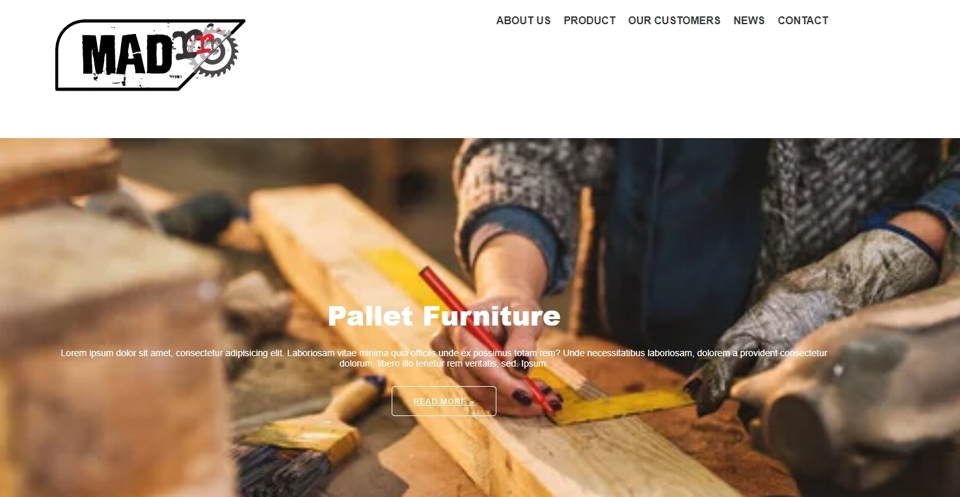 MAD
ABOUT US PRODUCT OUR CUSTOMERS NEWS CONTACT
Pallet Furniture
Lorem ipsum dolor sit amet, consectetur adipisicing elit. Laboriosam vitae minima quia officiis unde ex possimus totam rem? Unde necessitatibus laboriosam, dolorem a provident consectetur
dolorum, libero illo tenetur rem veritatis, sed. Ipsum.
READ MORE »